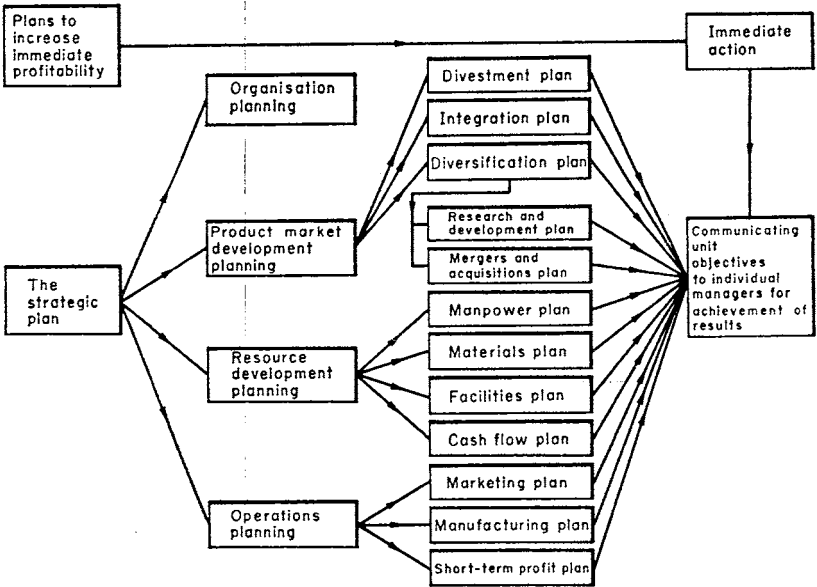 Plans to
increase
immediate
profitability
Immediate
action
Organisation
planning
Divestment plan
Integration plan
Diversification plan
Product market
development
planning
Research and
development plan
Mergers and
acquisitions plan
Communicating
unit
objectives
to individual
managers for
achievement of
results
The
strategic
plan
Manpower plan
Resource
development
planning
Materials plan
Facilities plan
Cash flow plan
Operations
planning
Marketing plan
Manufacturing plan
Short-term profit plan